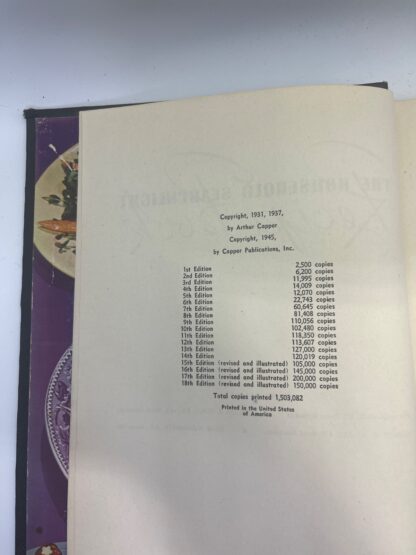 Copyright, 1931, 1937,
by Arthur Capper
Copyright, 1945,
by Capper Publications, Inc.
1st Edition 2,500 copies
2nd Edition 6,200 copies
3rd Edition 11,995 copies
4th Edition 14,009 copies
5th Edition 12,070 copies
6th Edition 22,743 copies
7th Edition 60,645 copies
8th Edition 81,408 copies
9th Edition 110,056 copies
10th Edition 102,480 copies
11th Edition 118,350 copies
12th Edition 113,607 copies
13th Edition 127,000 copies
14th Edition 120,019 copies
15th Edition (revised and illustrated) 105,000 copies
16th Edition (revised and illustrated) 145,000 copies
17th Edition (revised and illustrated) 200,000 copies
18th Edition (revised and illustrated) 150,000 copies
Total copies printed 1,503,082
Printed in the United States
of America